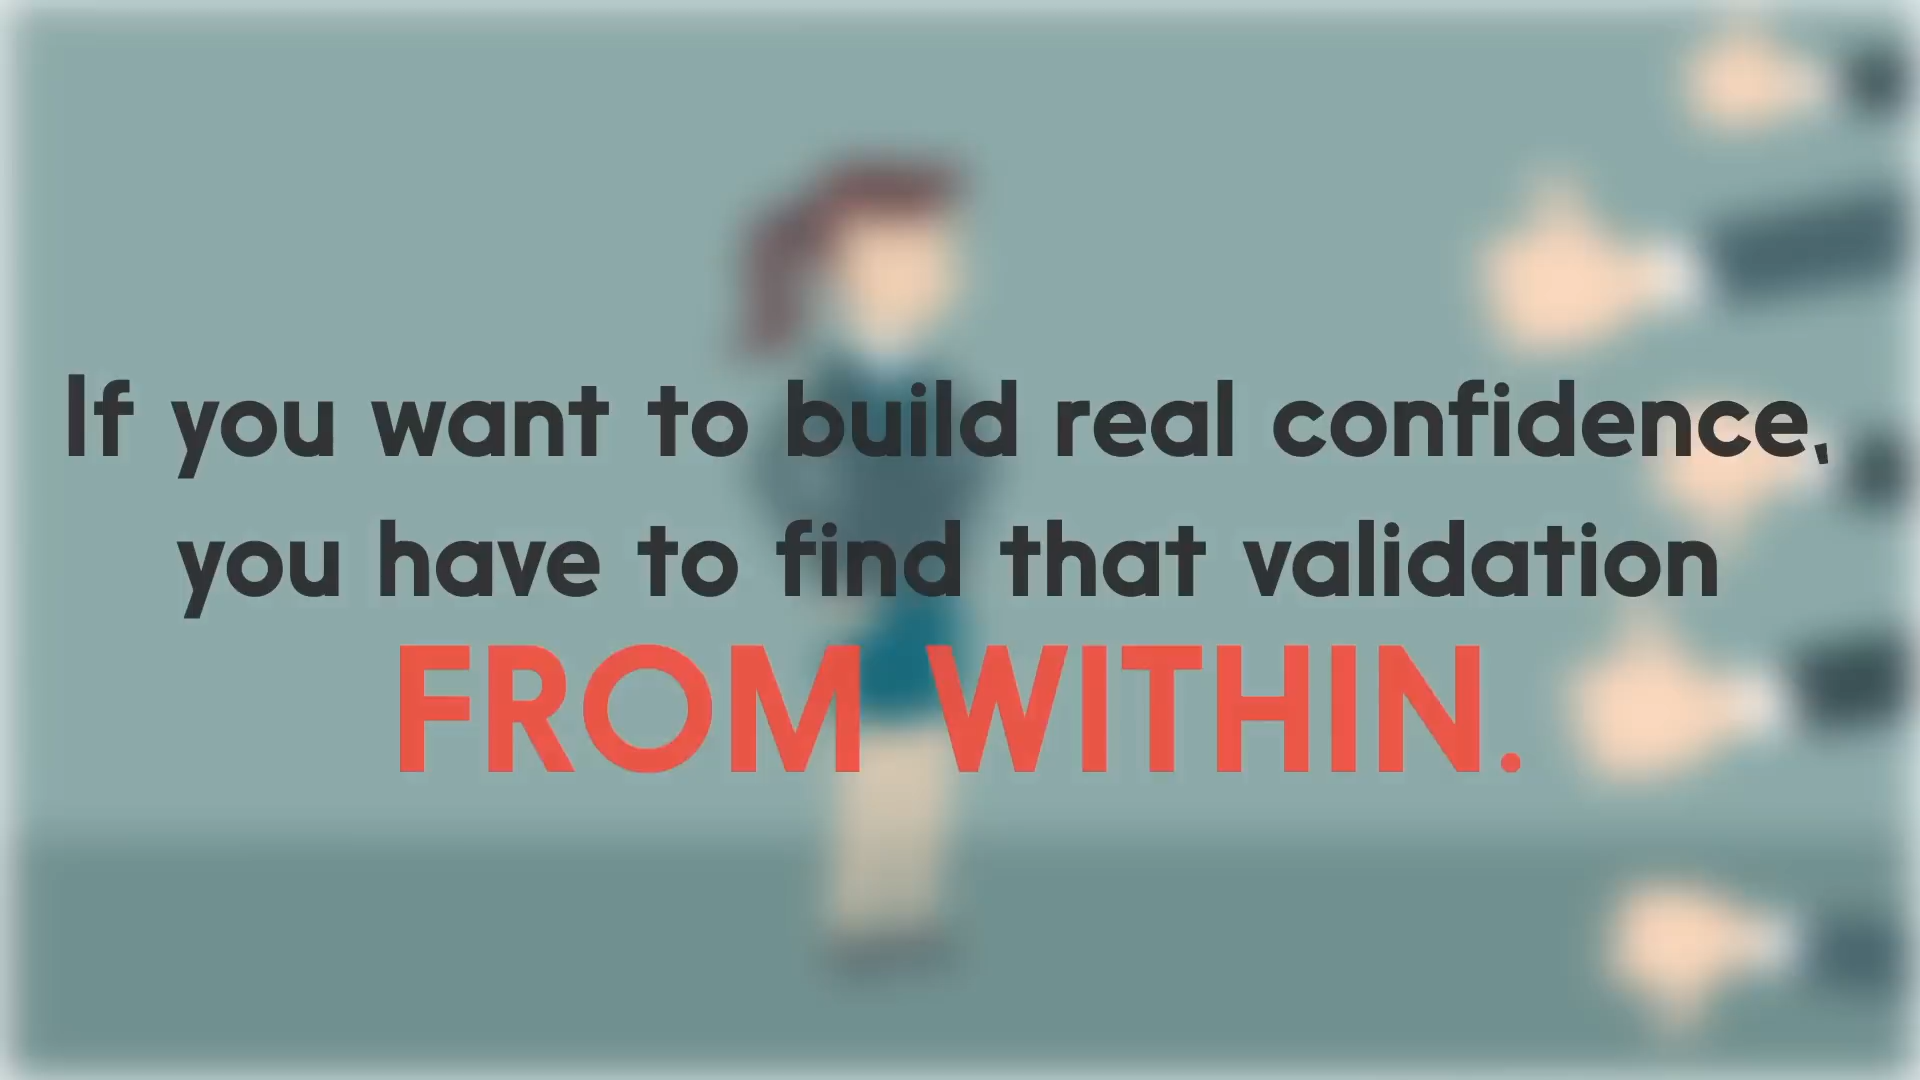 If you want to build real confidence,
you have to find that validation
FROM WITHIN.